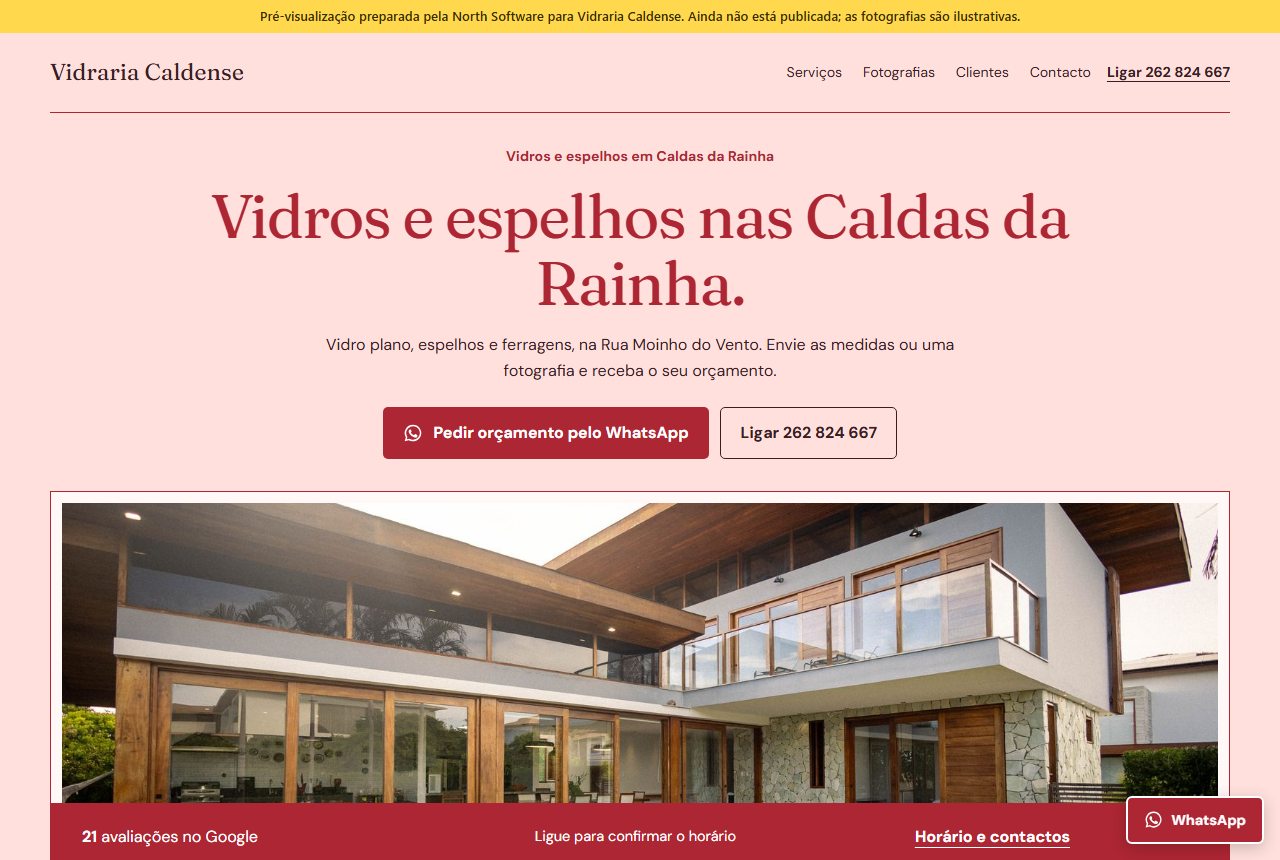 Pré-visualização preparada pela North Software para Vidraria Caldense. Ainda não está publicada; as fotografias são ilustrativas.
Vidraria Caldense
Serviços Fotografias Clientes Contacto Ligar 262 824 667
Vidros e espelhos em Caldas da Rainha
Vidros e espelhos nas Caldas da
Rainha.
Vidro plano, espelhos e ferragens, na Rua Moinho do Vento. Envie as medidas ou uma
fotografia e receba o seu orçamento.
Pedir orçamento pelo WhatsApp
Ligar 262 824 667
21 avaliações no Google
Ligue para confirmar o horário
Horário e contactos
WhatsApp